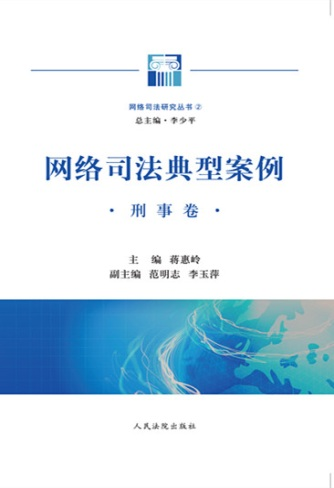 网络司法研究丛书②
总主编·李少平
网络司法典型案例
·刑事卷·
主 编 蒋惠岭
副主编 范明志 李玉萍
人民法院出版社